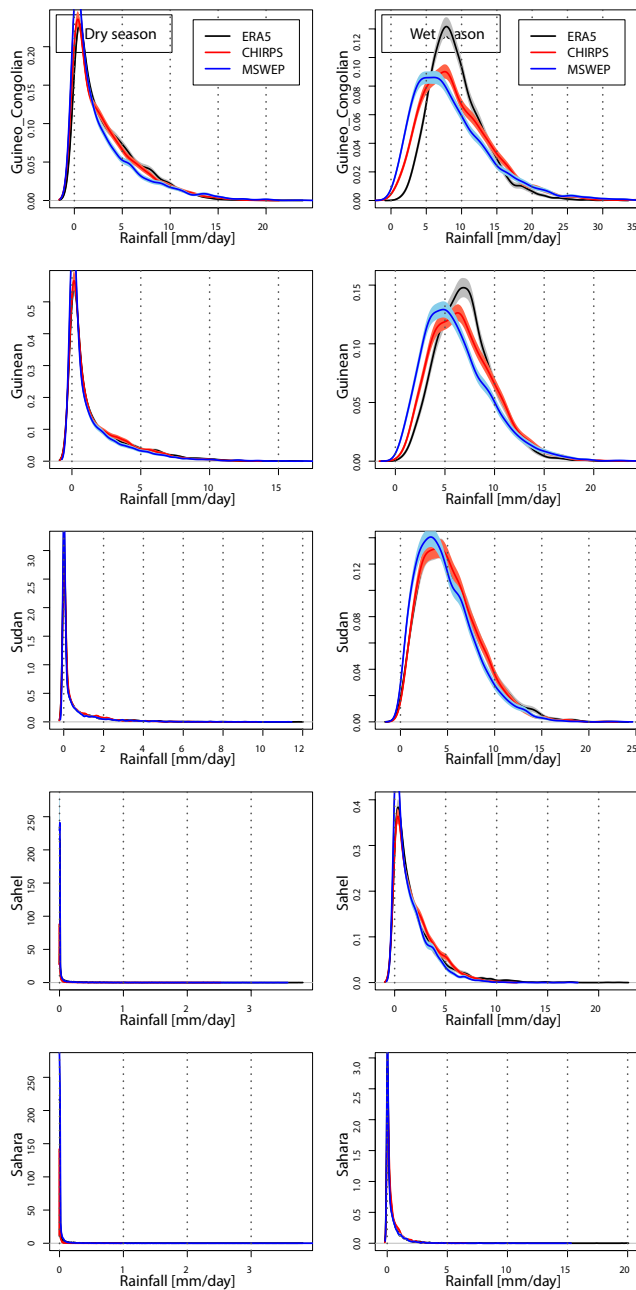 Dry season
ERA5
CHIRPS
MSWEP
Guineo_Congolian
0.00 0.05 0.10 0.15 0.20
0 5 10 15 20
Rainfall [mm/day]
Wet season
ERA5
CHIRPS
MSWEP
Guineo_Congolian
0.00 0.02 0.04 0.06 0.08 0.10 0.12
0 5 10 15 20 25 30 35
Rainfall [mm/day]
Guinean
0.0 0.1 0.2 0.3 0.4 0.5
0 5 10 15
Rainfall [mm/day]
Guinean
0.00 0.05 0.10 0.15
0 5 10 15 20
Rainfall [mm/day]
Sudan
0.0 0.5 1.0 1.5 2.0 2.5 3.0
0 2 4 6 8 10 12
Rainfall [mm/day]
Sudan
0.00 0.04 0.08 0.12
0 5 10 15 20 25
Rainfall [mm/day]
Sahel
0 50 100 150 200 250
0 1 2 3
Rainfall [mm/day]
Sahel
0.0 0.1 0.2 0.3 0.4
0 5 10 15 20
Rainfall [mm/day]
Sahara
0 50 100 150 200 250
0 1 2 3
Rainfall [mm/day]
Sahara
0.0 0.5 1.0 1.5 2.0 2.5 3.0
0 5 10 15 20
Rainfall [mm/day]